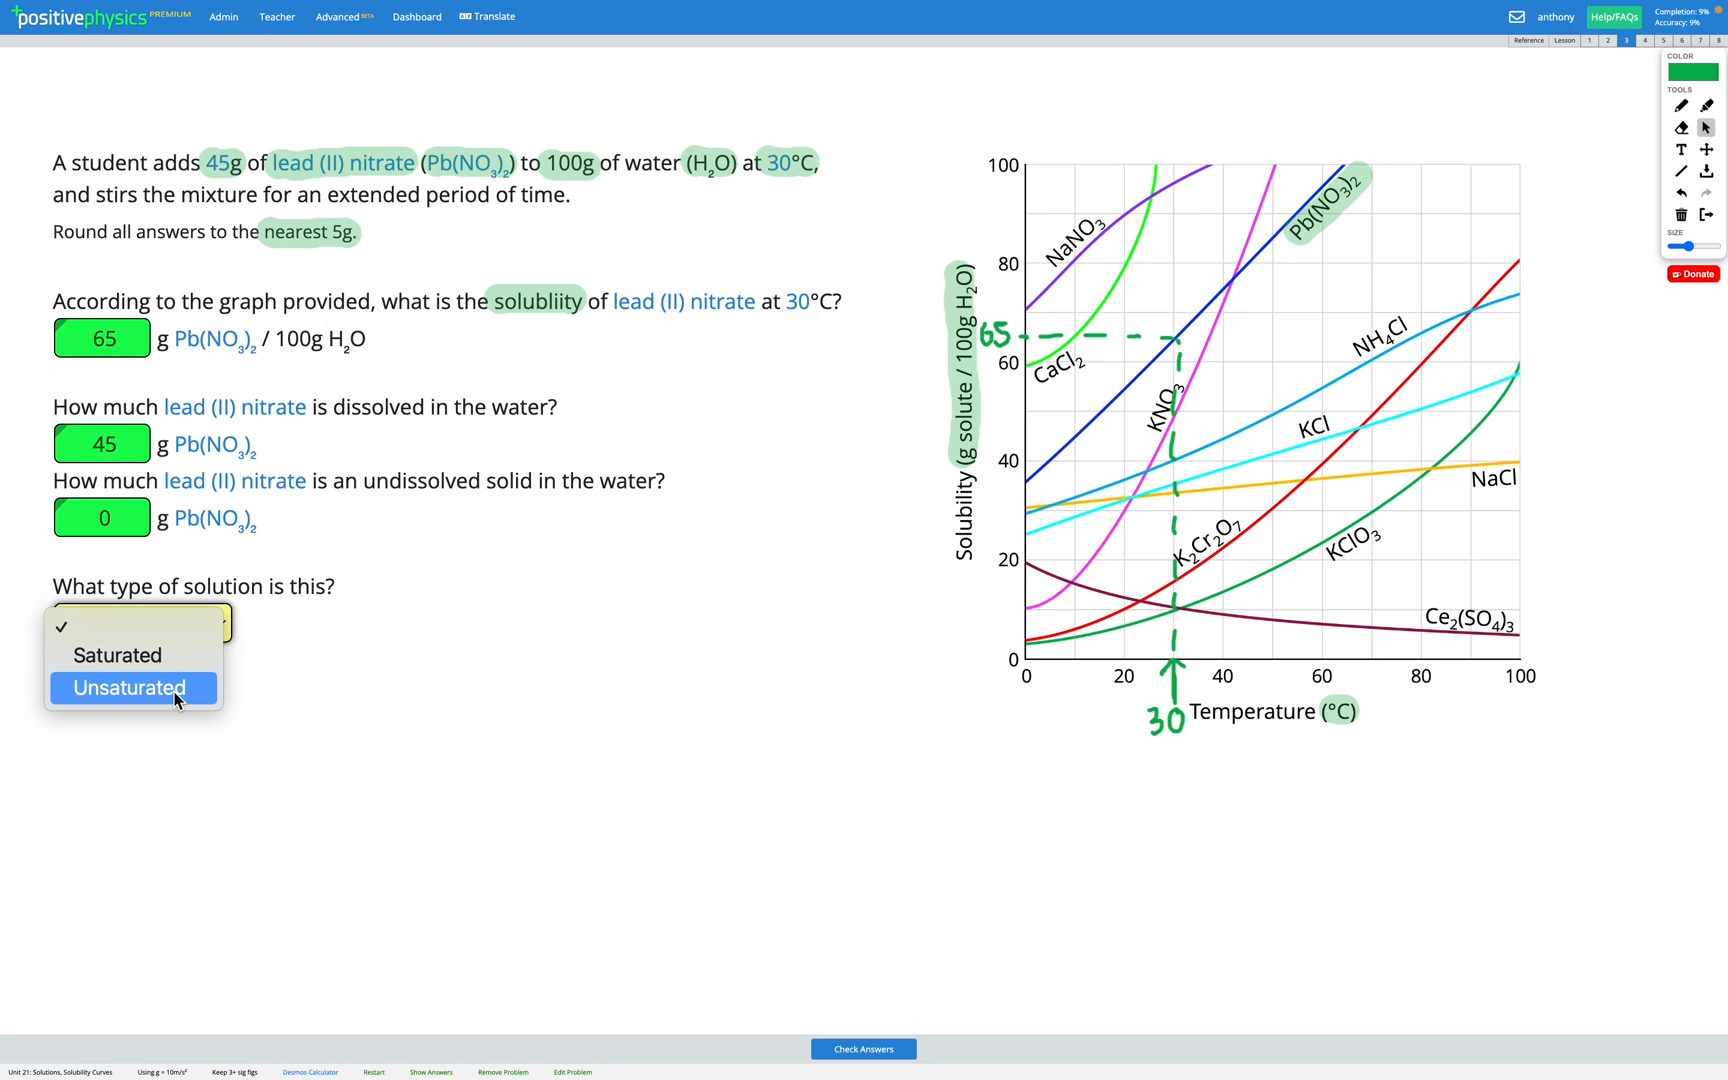 positivephysics PREMIUM Admin Teacher Advanced BETA Dashboard Translate anthony Help/FAQs Completion: 9%
Accuracy: 9%
Reference Lesson 1 2 3 4 5 6 7 8
COLOR
TOOLS
T
SIZE
Donate
A student adds 45g of lead (II) nitrate (Pb(NO₃)₂) to 100g of water (H₂O) at 30°C,
and stirs the mixture for an extended period of time.
Round all answers to the nearest 5g.
According to the graph provided, what is the solubliity of lead (II) nitrate at 30°C?
65 g Pb(NO₃)₂ / 100g H₂O
How much lead (II) nitrate is dissolved in the water?
45 g Pb(NO₃)₂
How much lead (II) nitrate is an undissolved solid in the water?
0 g Pb(NO₃)₂
What type of solution is this?
✓
Saturated
Unsaturated
Solubility (g solute / 100g H₂O)
100
80
65
60
40
20
0
NaNO₃
CaCl₂
Pb(NO₃)₂
KNO₃
NH₄Cl
KCl
NaCl
K₂Cr₂O₇
KClO₃
Ce₂(SO₄)₃
0 20 40 60 80 100
30
Temperature (°C)
Check Answers
Unit 21: Solutions, Solubility Curves Using g = 10m/s² Keep 3+ sig figs Desmos Calculator Restart Show Answers Remove Problem Edit Problem